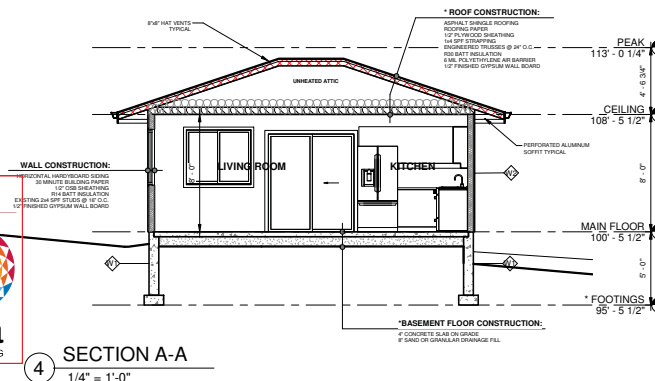 8"x8" HAT VENTS
TYPICAL
* ROOF CONSTRUCTION:
ASPHALT SHINGLE ROOFING
ROOFING PAPER
1/2" PLYWOOD SHEATHING
1x4 SPF STRAPPING
ENGINEERED TRUSSES @ 24" O.C.
R30 BATT INSULATION
6 MIL POLYETHYLENE AIR BARRIER
1/2" FINISHED GYPSUM WALL BOARD
PEAK
113' - 0 1/4"
UNHEATED ATTIC
4' - 6 3/4"
CEILING
108' - 5 1/2"
PERFORATED ALUMINUM
SOFFIT TYPICAL
WALL CONSTRUCTION:
HORIZONTAL HARDYBOARD SIDING
30 MINUTE BUILDING PAPER
1/2" OSB SHEATHING
R14 BATT INSULATION
EXISTING 2x4 SPF STUDS @ 16" O.C.
1/2" FINISHED GYPSUM WALL BOARD
8' - 0"
LIVING ROOM
KITCHEN
W2
8' - 0"
MAIN FLOOR
100' - 5 1/2"
W1
W1
5' - 0"
* FOOTINGS
95' - 5 1/2"
*BASEMENT FLOOR CONSTRUCTION:
4" CONCRETE SLAB ON GRADE
8" SAND OR GRANULAR DRAINAGE FILL
4
SECTION A-A
1/4" = 1'-0"